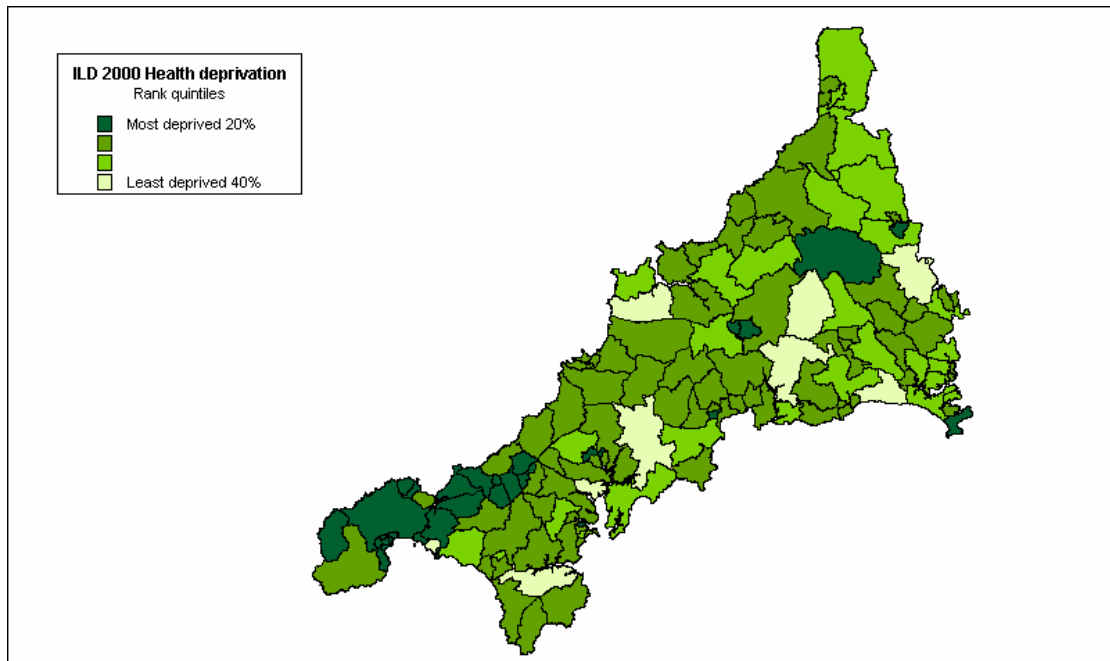 ILD 2000 Health deprivation
Rank quintiles
Most deprived 20%
Least deprived 40%